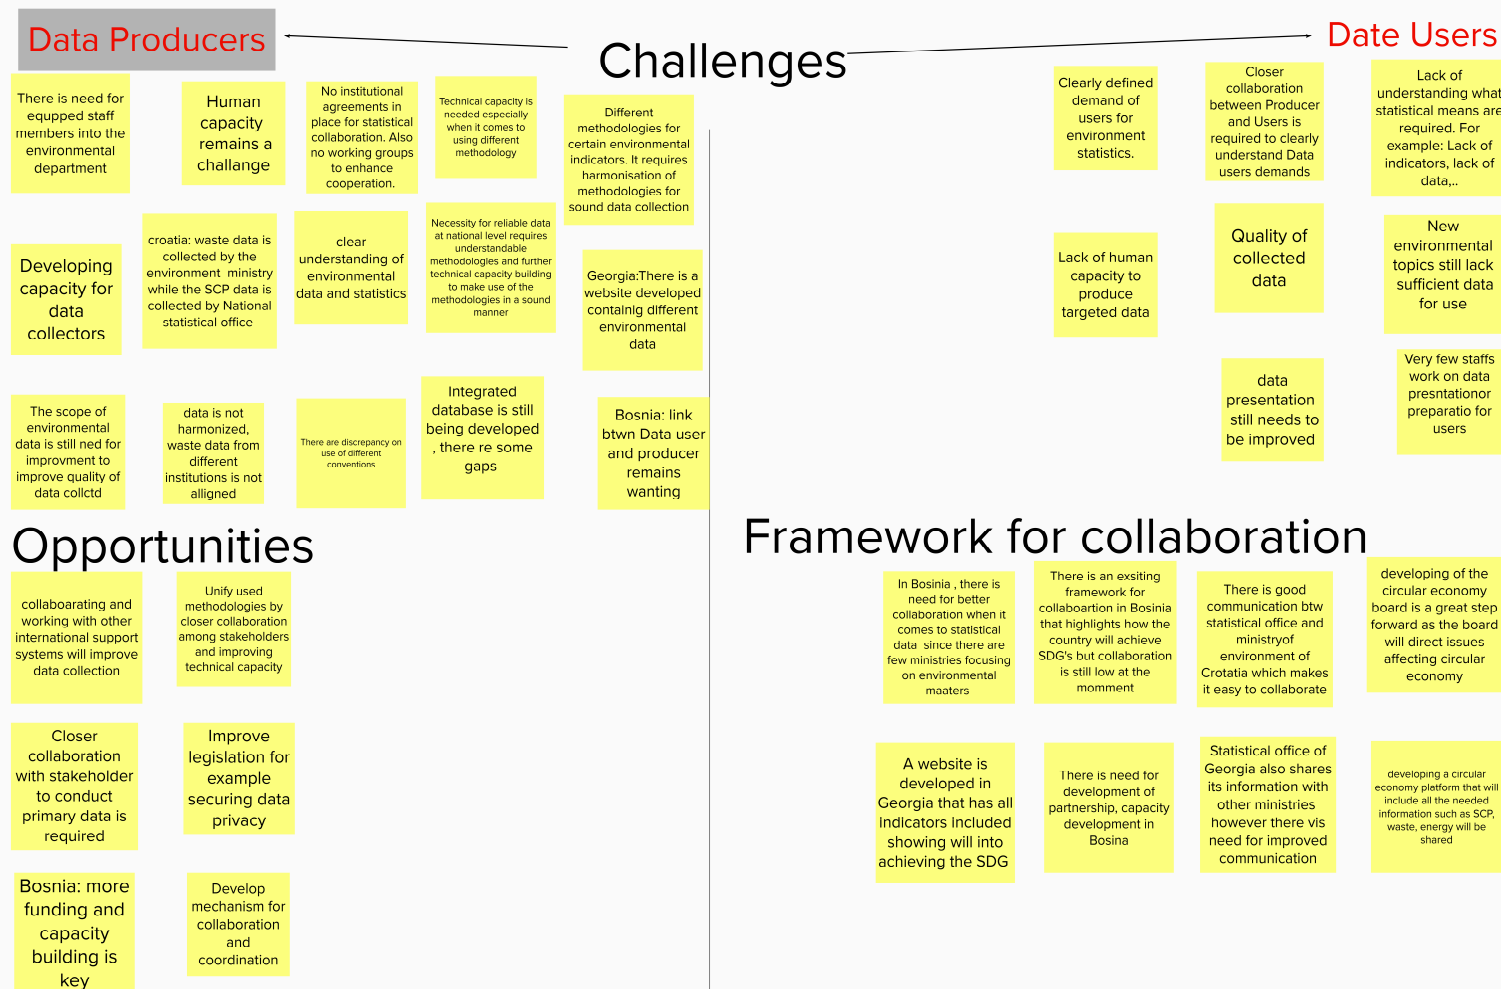 Data Producers
Challenges
Date Users
There is need for
equpped staff
members into the
environmental
department
Human
capacity
remains a
challange
No institutional
agreements in
place for statistical
collaboration. Also
no working groups
to enhance
cooperation.
Technical capacity is
needed especially
when it comes to
using different
methodology
Different
methodologies for
certain environmental
indicators. It requires
harmonisation of
methodologies for
sound data collection
Developing
capacity for
data
collectors
croatia: waste data is
collected by the
environment ministry
while the SCP data is
collected by National
statistical office
clear
understanding of
environmental
data and statistics
Necessity for reliable data
at national level requires
understandable
methodologies and further
technical capacity building
to make use of the
methodologies in a sound
manner
Georgia:There is a
website developed
containig different
environmental
data
The scope of
environmental
data is still ned for
improvment to
improve quality of
data collctd
data is not
harmonized,
waste data from
different
institutions is not
alligned
There are discrepancy on
use of different
conventions
Integrated
database is still
being developed
, there re some
gaps
Bosnia: link
btwn Data user
and producer
remains
wanting
Clearly defined
demand of
users for
environment
statistics.
Closer
collaboration
between Producer
and Users is
required to clearly
understand Data
users demands
Lack of
understanding what
statistical means are
required. For
example: Lack of
indicators, lack of
data,..
Lack of human
capacity to
produce
targeted data
Quality of
collected
data
New
environmental
topics still lack
sufficient data
for use
data
presentation
still needs to
be improved
Very few staffs
work on data
presntationor
preparatio for
users
Opportunities
collaboarating and
working with other
international support
systems will improve
data collection
Unify used
methodologies by
closer collaboration
among stakeholders
and improving
technical capacity
Closer
collaboration
with stakeholder
to conduct
primary data is
required
Improve
legislation for
example
securing data
privacy
Bosnia: more
funding and
capacity
building is
key
Develop
mechanism for
collaboration
and
coordination
Framework for collaboration
In Bosinia , there is
need for better
collaboration when it
comes to statistical
data since there are
few ministries focusing
on environmental
maaters
There is an exsiting
framework for
collaboartion in Bosinia
that highlights how the
country will achieve
SDG's but collaboration
is still low at the
momment
There is good
communication btw
statistical office and
ministryof
environment of
Crotatia which makes
it easy to collaborate
developing of the
circular economy
board is a great step
forward as the board
will direct issues
affecting circular
economy
A website is
developed in
Georgia that has all
indicators included
showing will into
achieving the SDG
There is need for
development of
partnership, capacity
development in
Bosina
Statistical office of
Georgia also shares
its information with
other ministries
however there vis
need for improved
communication
developing a circular
economy platform that will
include all the needed
information such as SCP,
waste, energy will be
shared